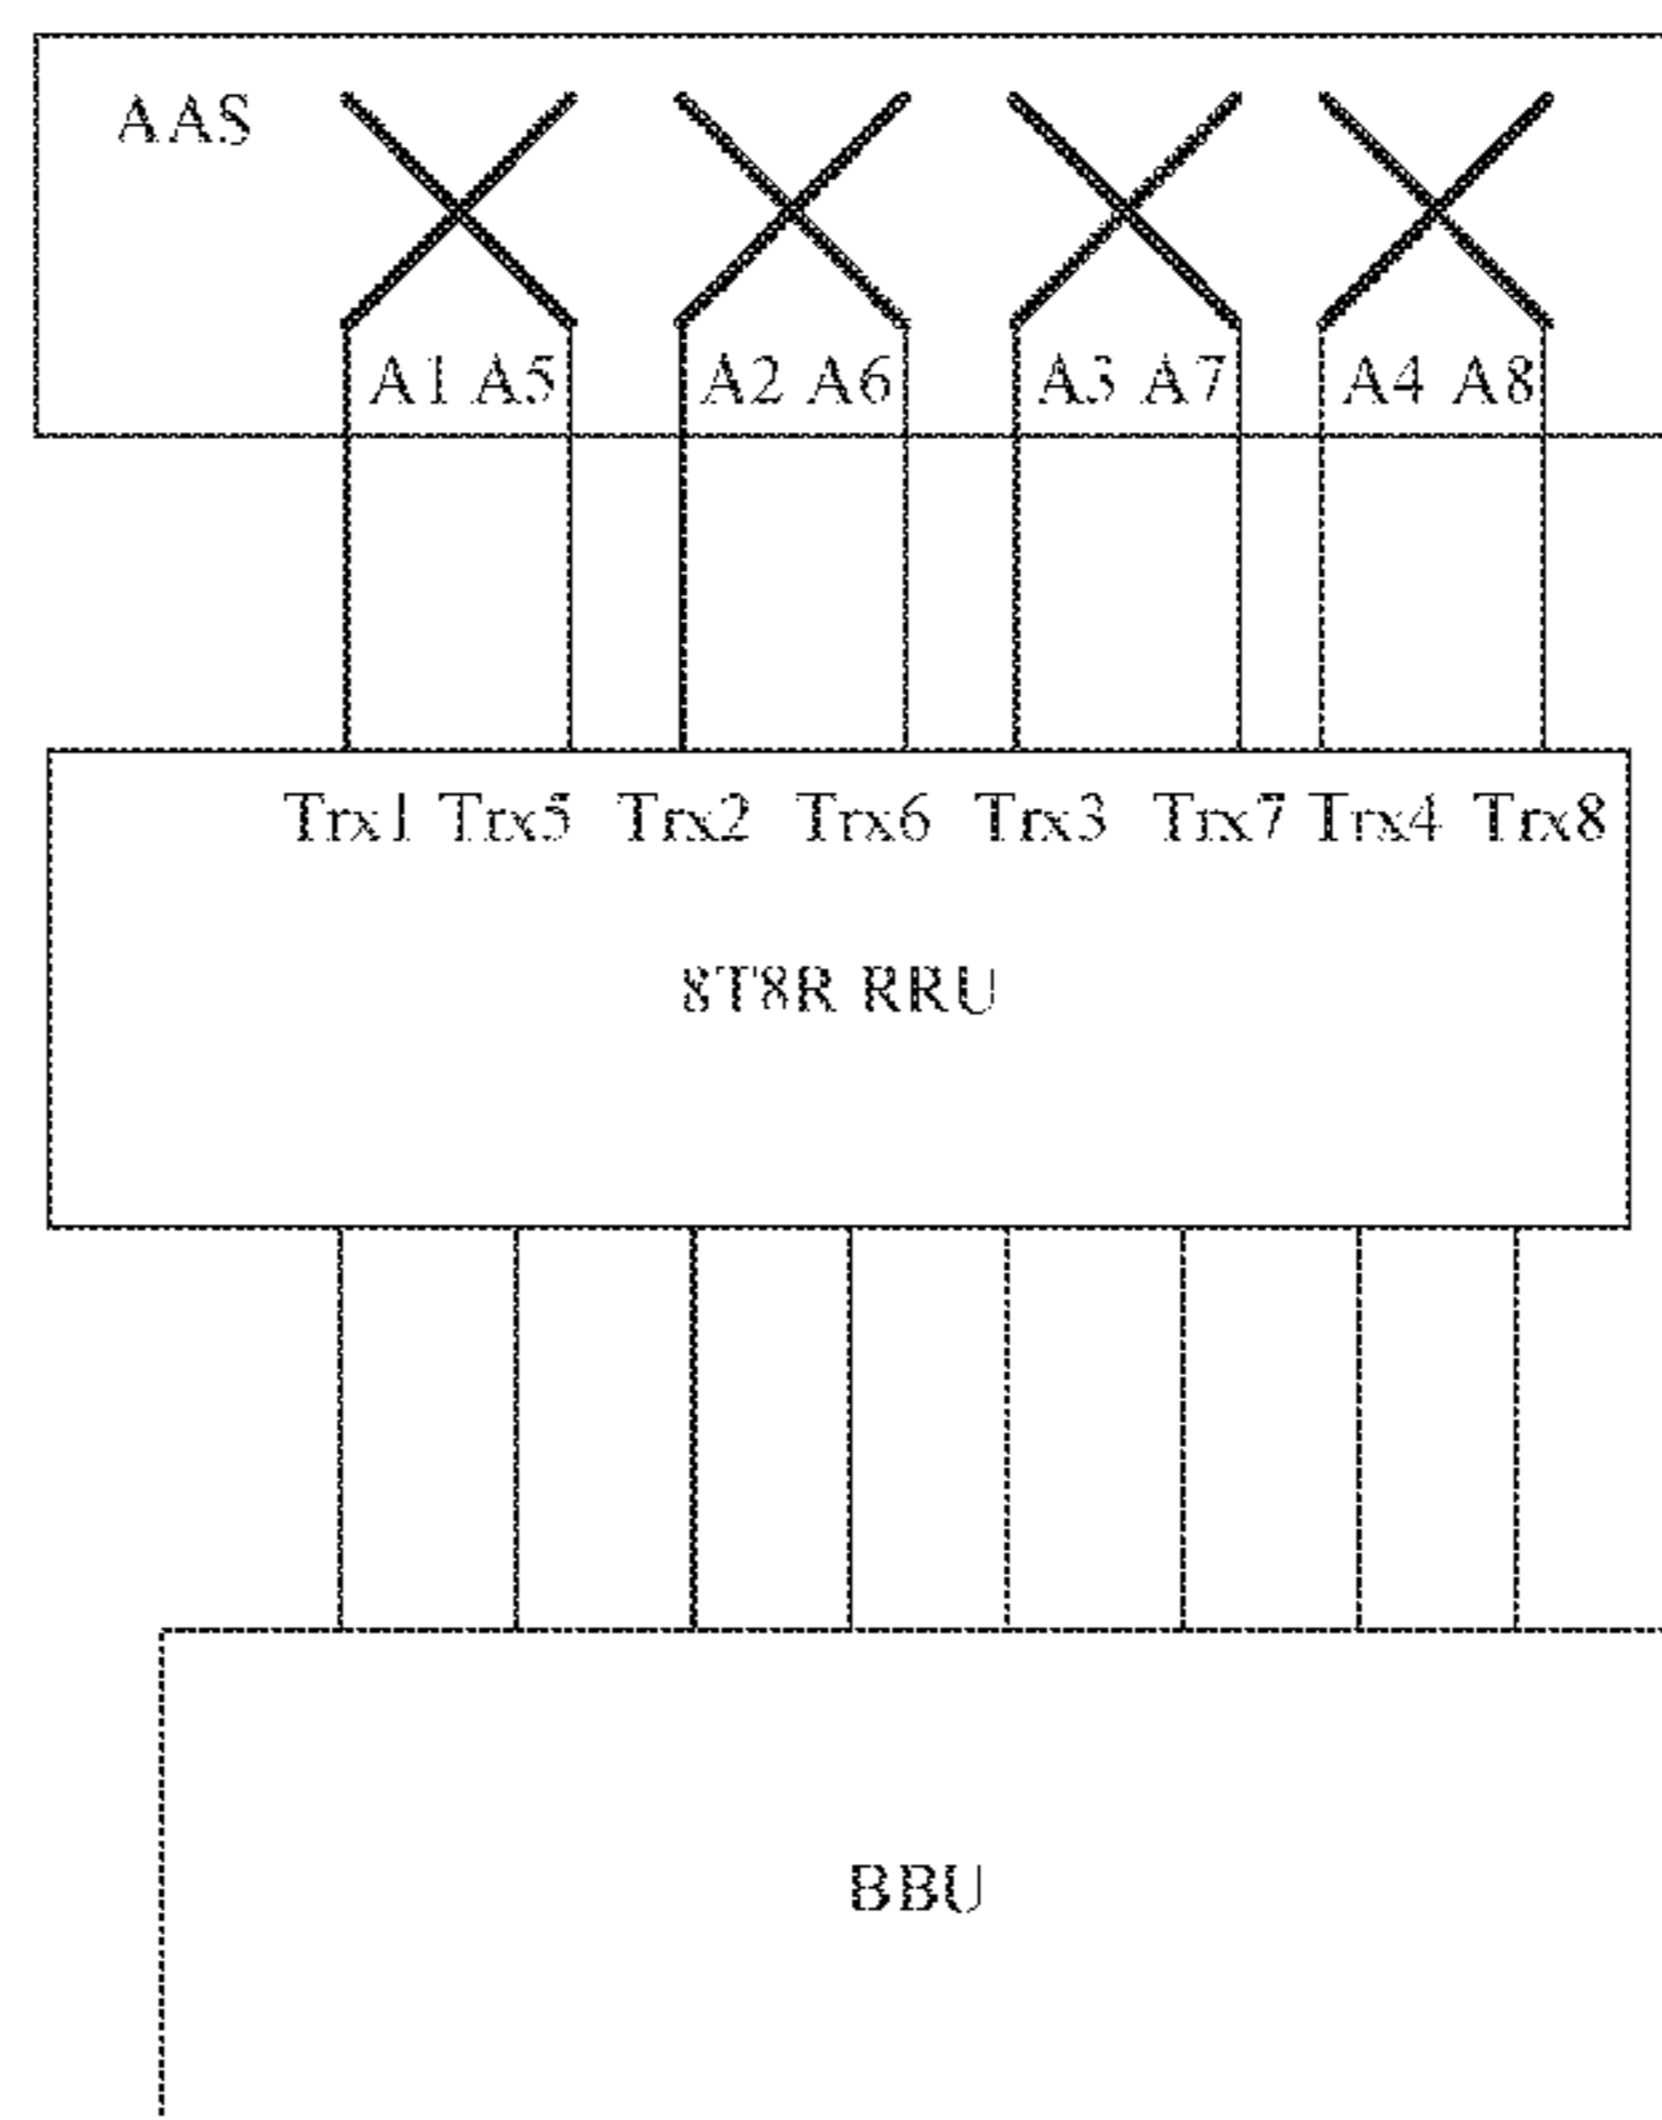 AAS
A1 A5 A2 A6 A3 A7 A4 A8
Trx1 Trx5 Trx2 Trx6 Trx3 Trx7 Trx4 Trx8
8T8R RRU
BBU